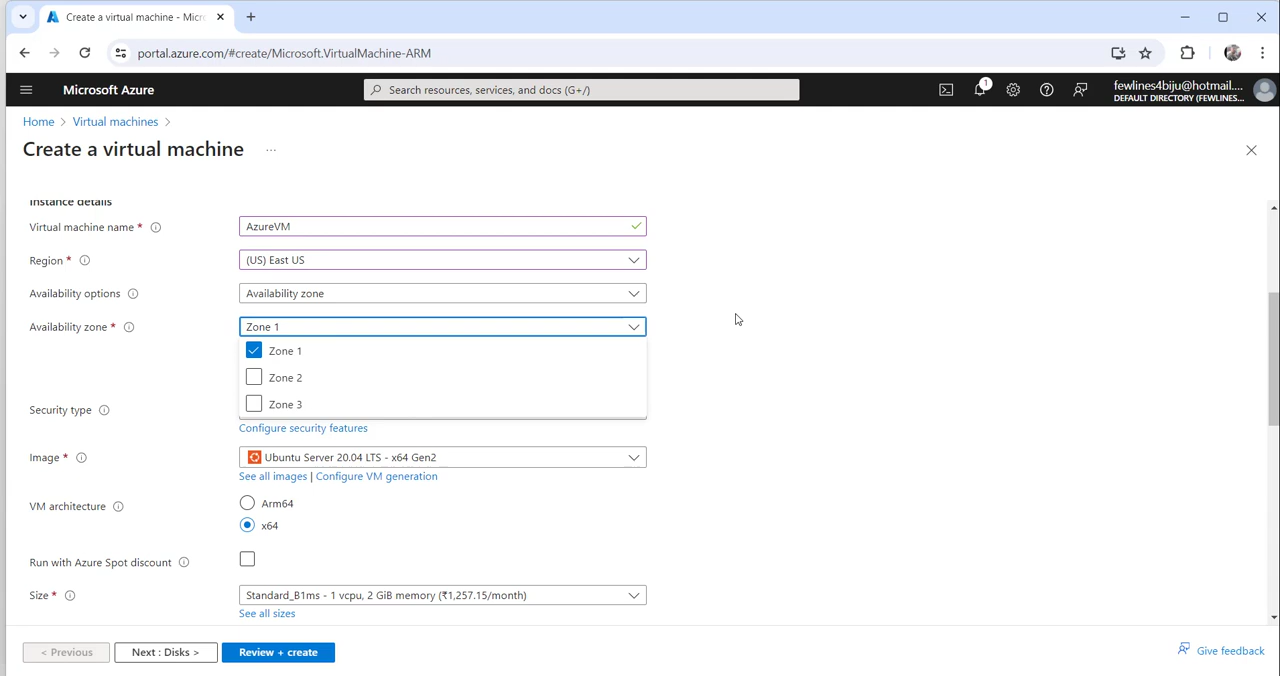 Create a virtual machine - Micr
portal.azure.com/#create/Microsoft.VirtualMachine-ARM
Microsoft Azure
Search resources, services, and docs (G+/)
1
fewlines4biju@hotmail....
DEFAULT DIRECTORY (FEWLINES...
Home > Virtual machines >
Create a virtual machine ...
Instance details
Virtual machine name *
AzureVM
Region *
(US) East US
Availability options
Availability zone
Availability zone *
Zone 1
Zone 1
Zone 2
Zone 3
Security type
Configure security features
Image *
Ubuntu Server 20.04 LTS - x64 Gen2
See all images | Configure VM generation
VM architecture
Arm64
x64
Run with Azure Spot discount
Size *
Standard_B1ms - 1 vcpu, 2 GiB memory (₹1,257.15/month)
See all sizes
< Previous
Next : Disks >
Review + create
Give feedback